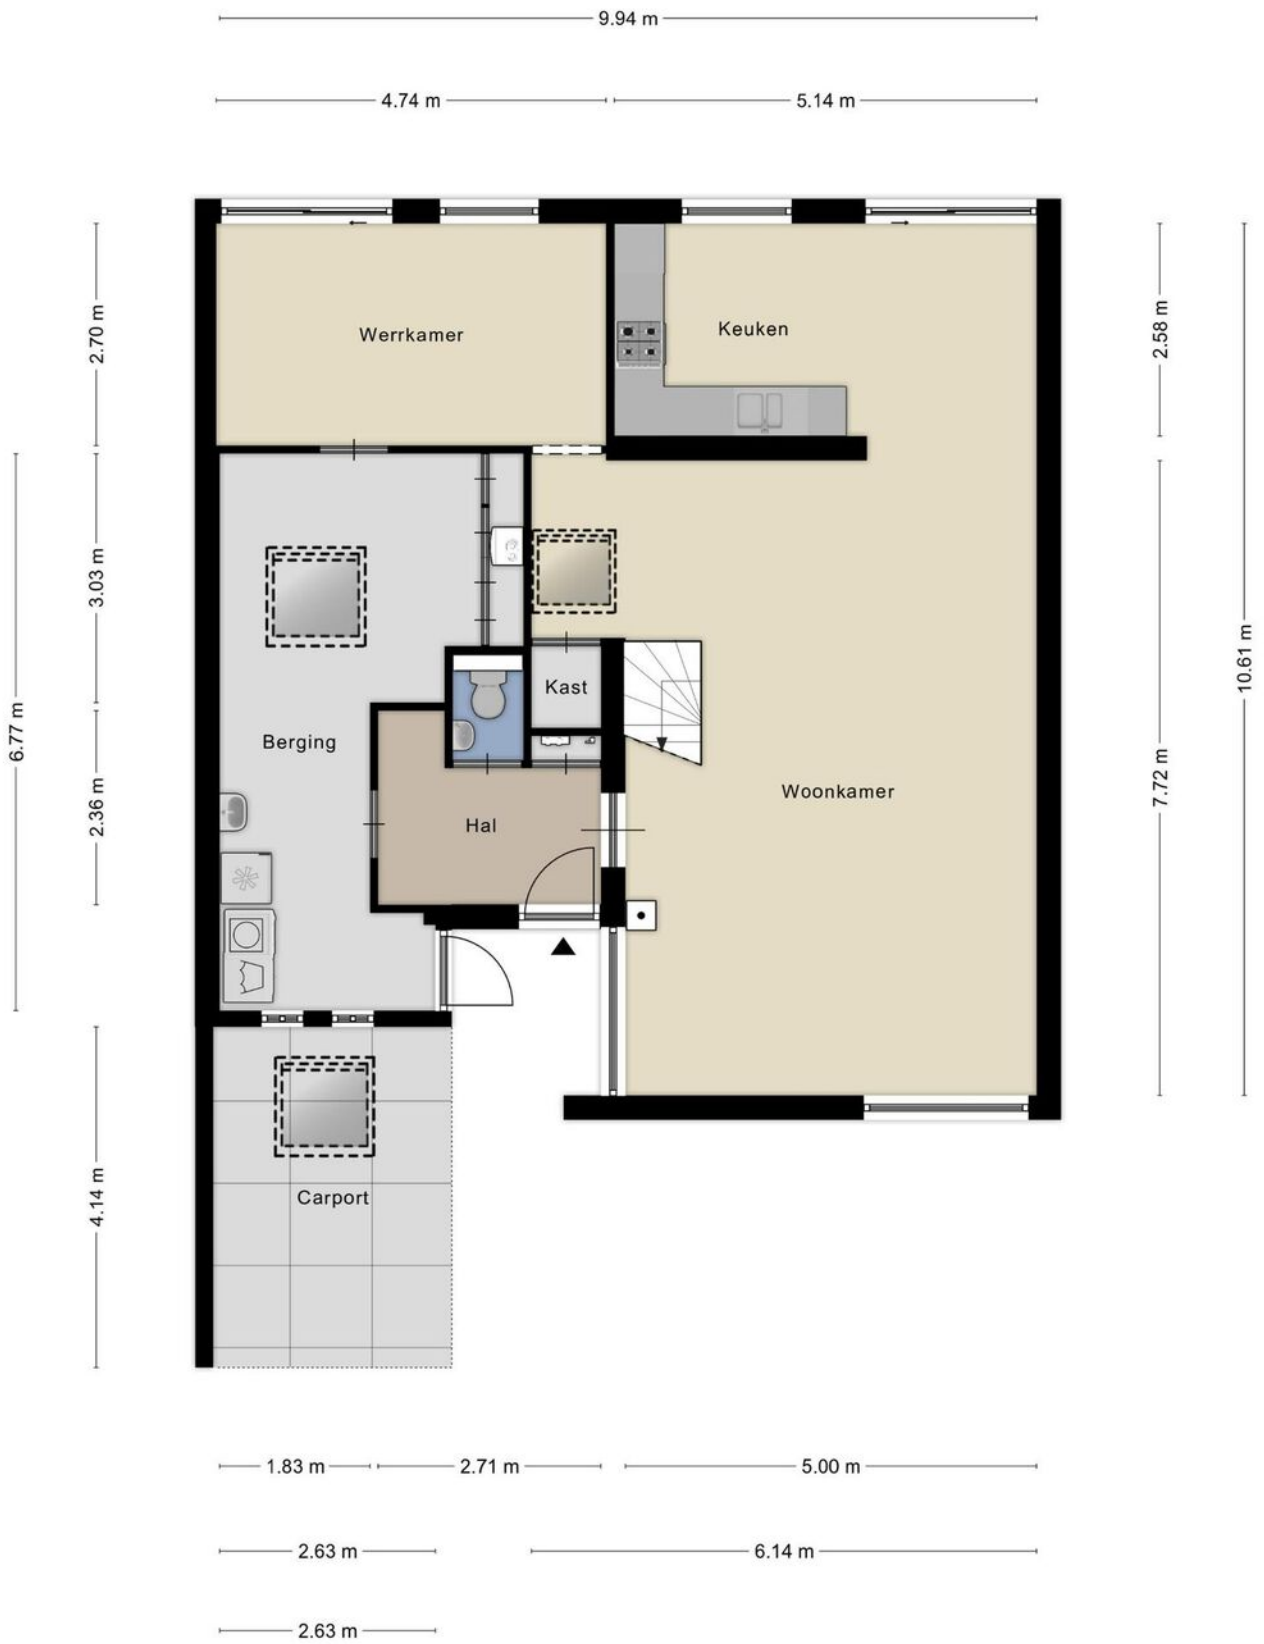 9.94 m
4.74 m
5.14 m
Werrkamer
Keuken
2.70 m
2.58 m
3.03 m
6.77 m
10.61 m
Kast
Berging
2.36 m
Hal
Woonkamer
7.72 m
4.14 m
Carport
1.83 m
2.71 m
5.00 m
2.63 m
6.14 m
2.63 m